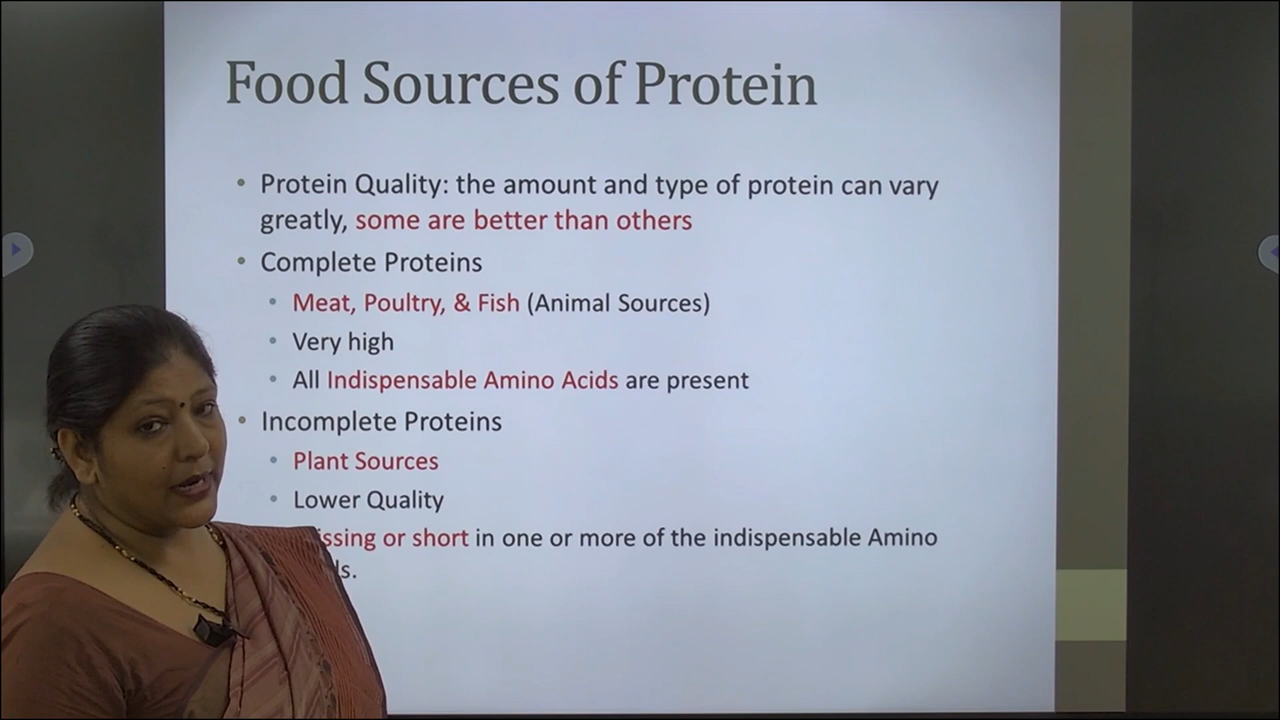 Food Sources of Protein
• Protein Quality: the amount and type of protein can vary
greatly, some are better than others
• Complete Proteins
• Meat, Poultry, & Fish (Animal Sources)
• Very high
• All Indispensable Amino Acids are present
• Incomplete Proteins
• Plant Sources
• Lower Quality
or short in one or more of the indispensable Amino